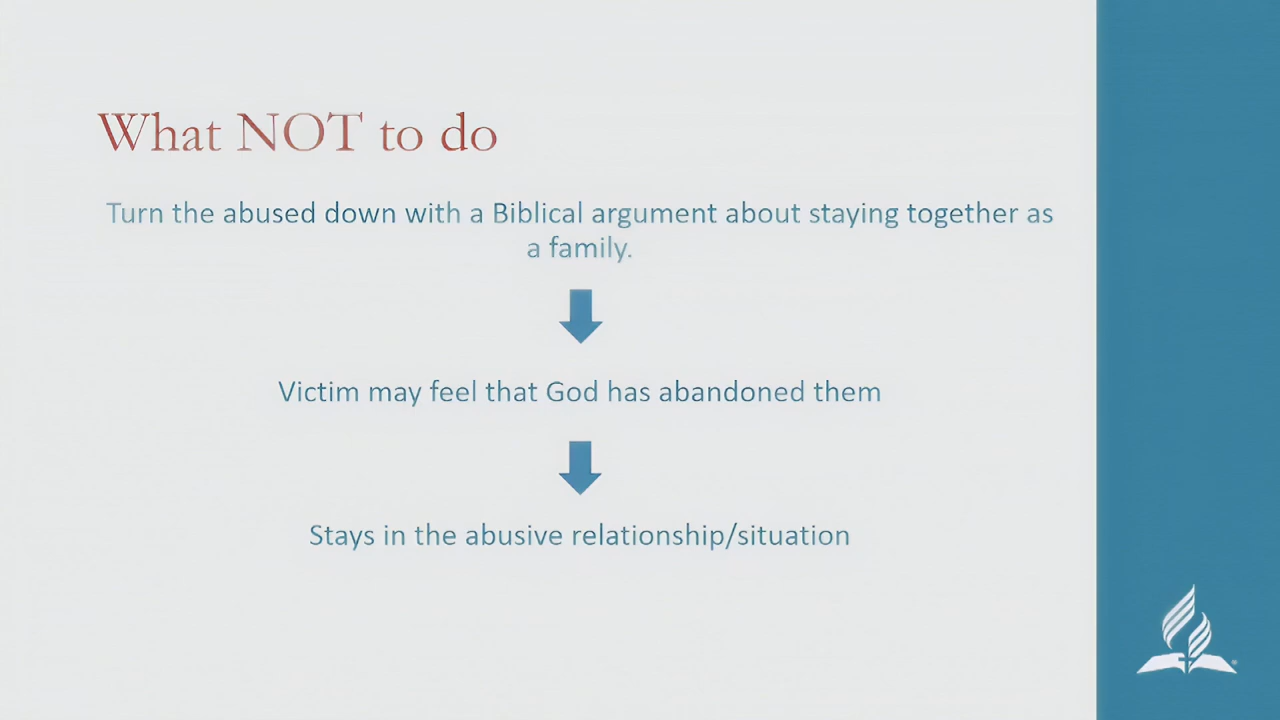 What NOT to do
Turn the abused down with a Biblical argument about staying together as
a family.
Victim may feel that God has abandoned them
Stays in the abusive relationship/situation